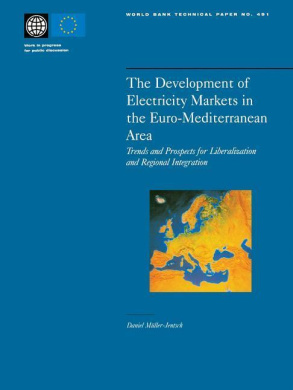 WORLD BANK TECHNICAL PAPER NO. 491
Work in progress
for public discussion
The Development of
Electricity Markets in
the Euro-Mediterranean
Area
Trends and Prospects for Liberalization
and Regional Integration
Daniel Müller-Jentsch